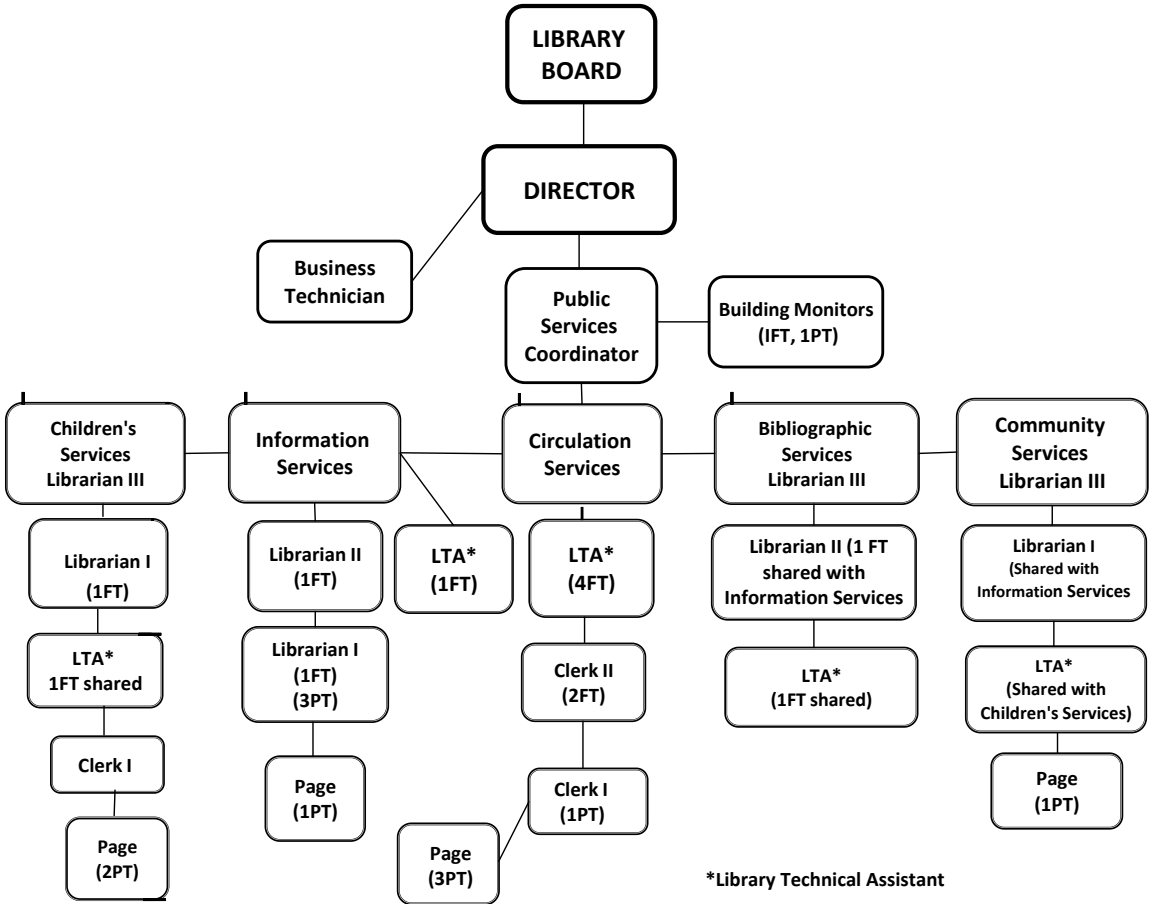 LIBRARY
BOARD
DIRECTOR
Business
Technician
Public
Services
Coordinator
Building Monitors
(IFT, 1PT)
Children's
Services
Librarian III
Information
Services
Circulation
Services
Bibliographic
Services
Librarian III
Community
Services
Librarian III
Librarian I
(1FT)
LTA*
1FT shared
Clerk I
Page
(2PT)
Librarian II
(1FT)
Librarian I
(1FT)
(3PT)
Page
(1PT)
LTA*
(1FT)
LTA*
(4FT)
Clerk II
(2FT)
Clerk I
(1PT)
Page
(3PT)
Librarian II (1 FT
shared with
Information Services
LTA*
(1FT shared)
Librarian I
(Shared with
Information Services
LTA*
(Shared with
Children's Services)
Page
(1PT)
*Library Technical Assistant